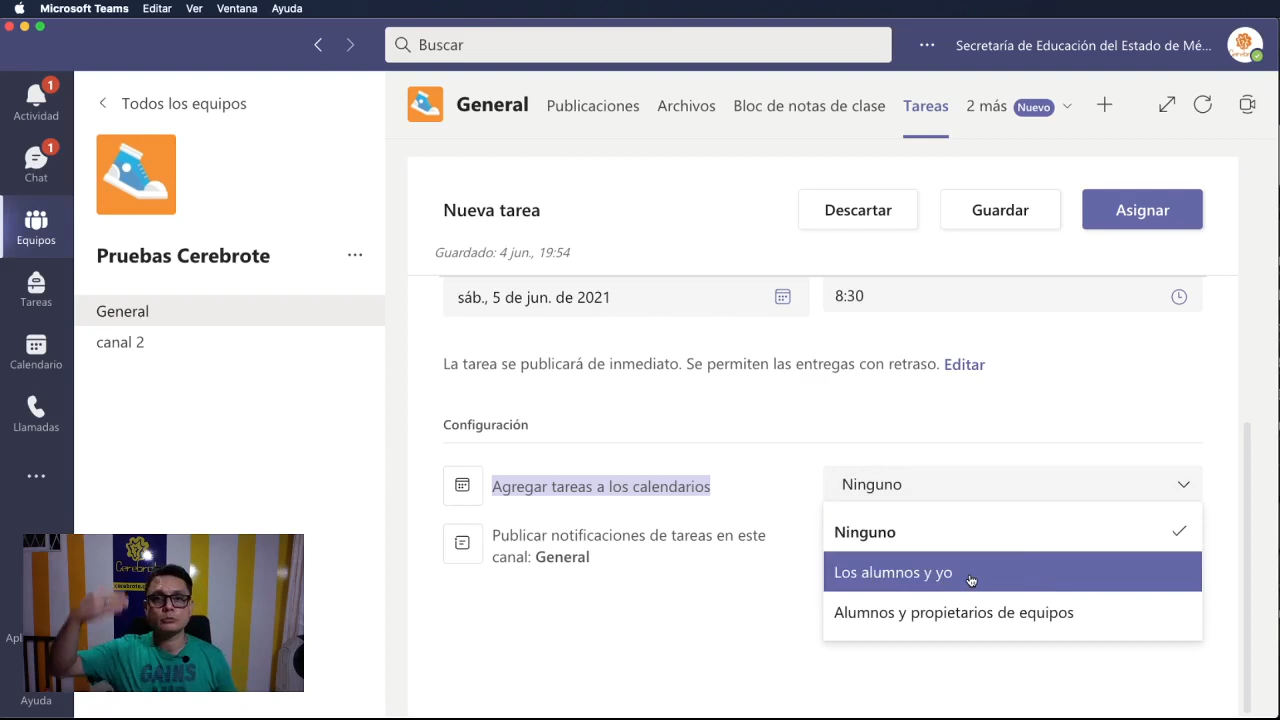 Microsoft Teams Editar Ver Ventana Ayuda
Buscar
Secretaría de Educación del Estado de Mé...
1
Actividad
1
Chat
Equipos
Tareas
Calendario
Llamadas
Ayuda
Todos los equipos
Pruebas Cerebrote
General
canal 2
General Publicaciones Archivos Bloc de notas de clase Tareas 2 más Nuevo
Nueva tarea
Descartar Guardar Asignar
Guardado: 4 jun., 19:54
sáb., 5 de jun. de 2021 8:30
La tarea se publicará de inmediato. Se permiten las entregas con retraso. Editar
Configuración
Agregar tareas a los calendarios
Ninguno
Publicar notificaciones de tareas en este
canal: General
Ninguno
Los alumnos y yo
Alumnos y propietarios de equipos
Cerebrote
GAINS